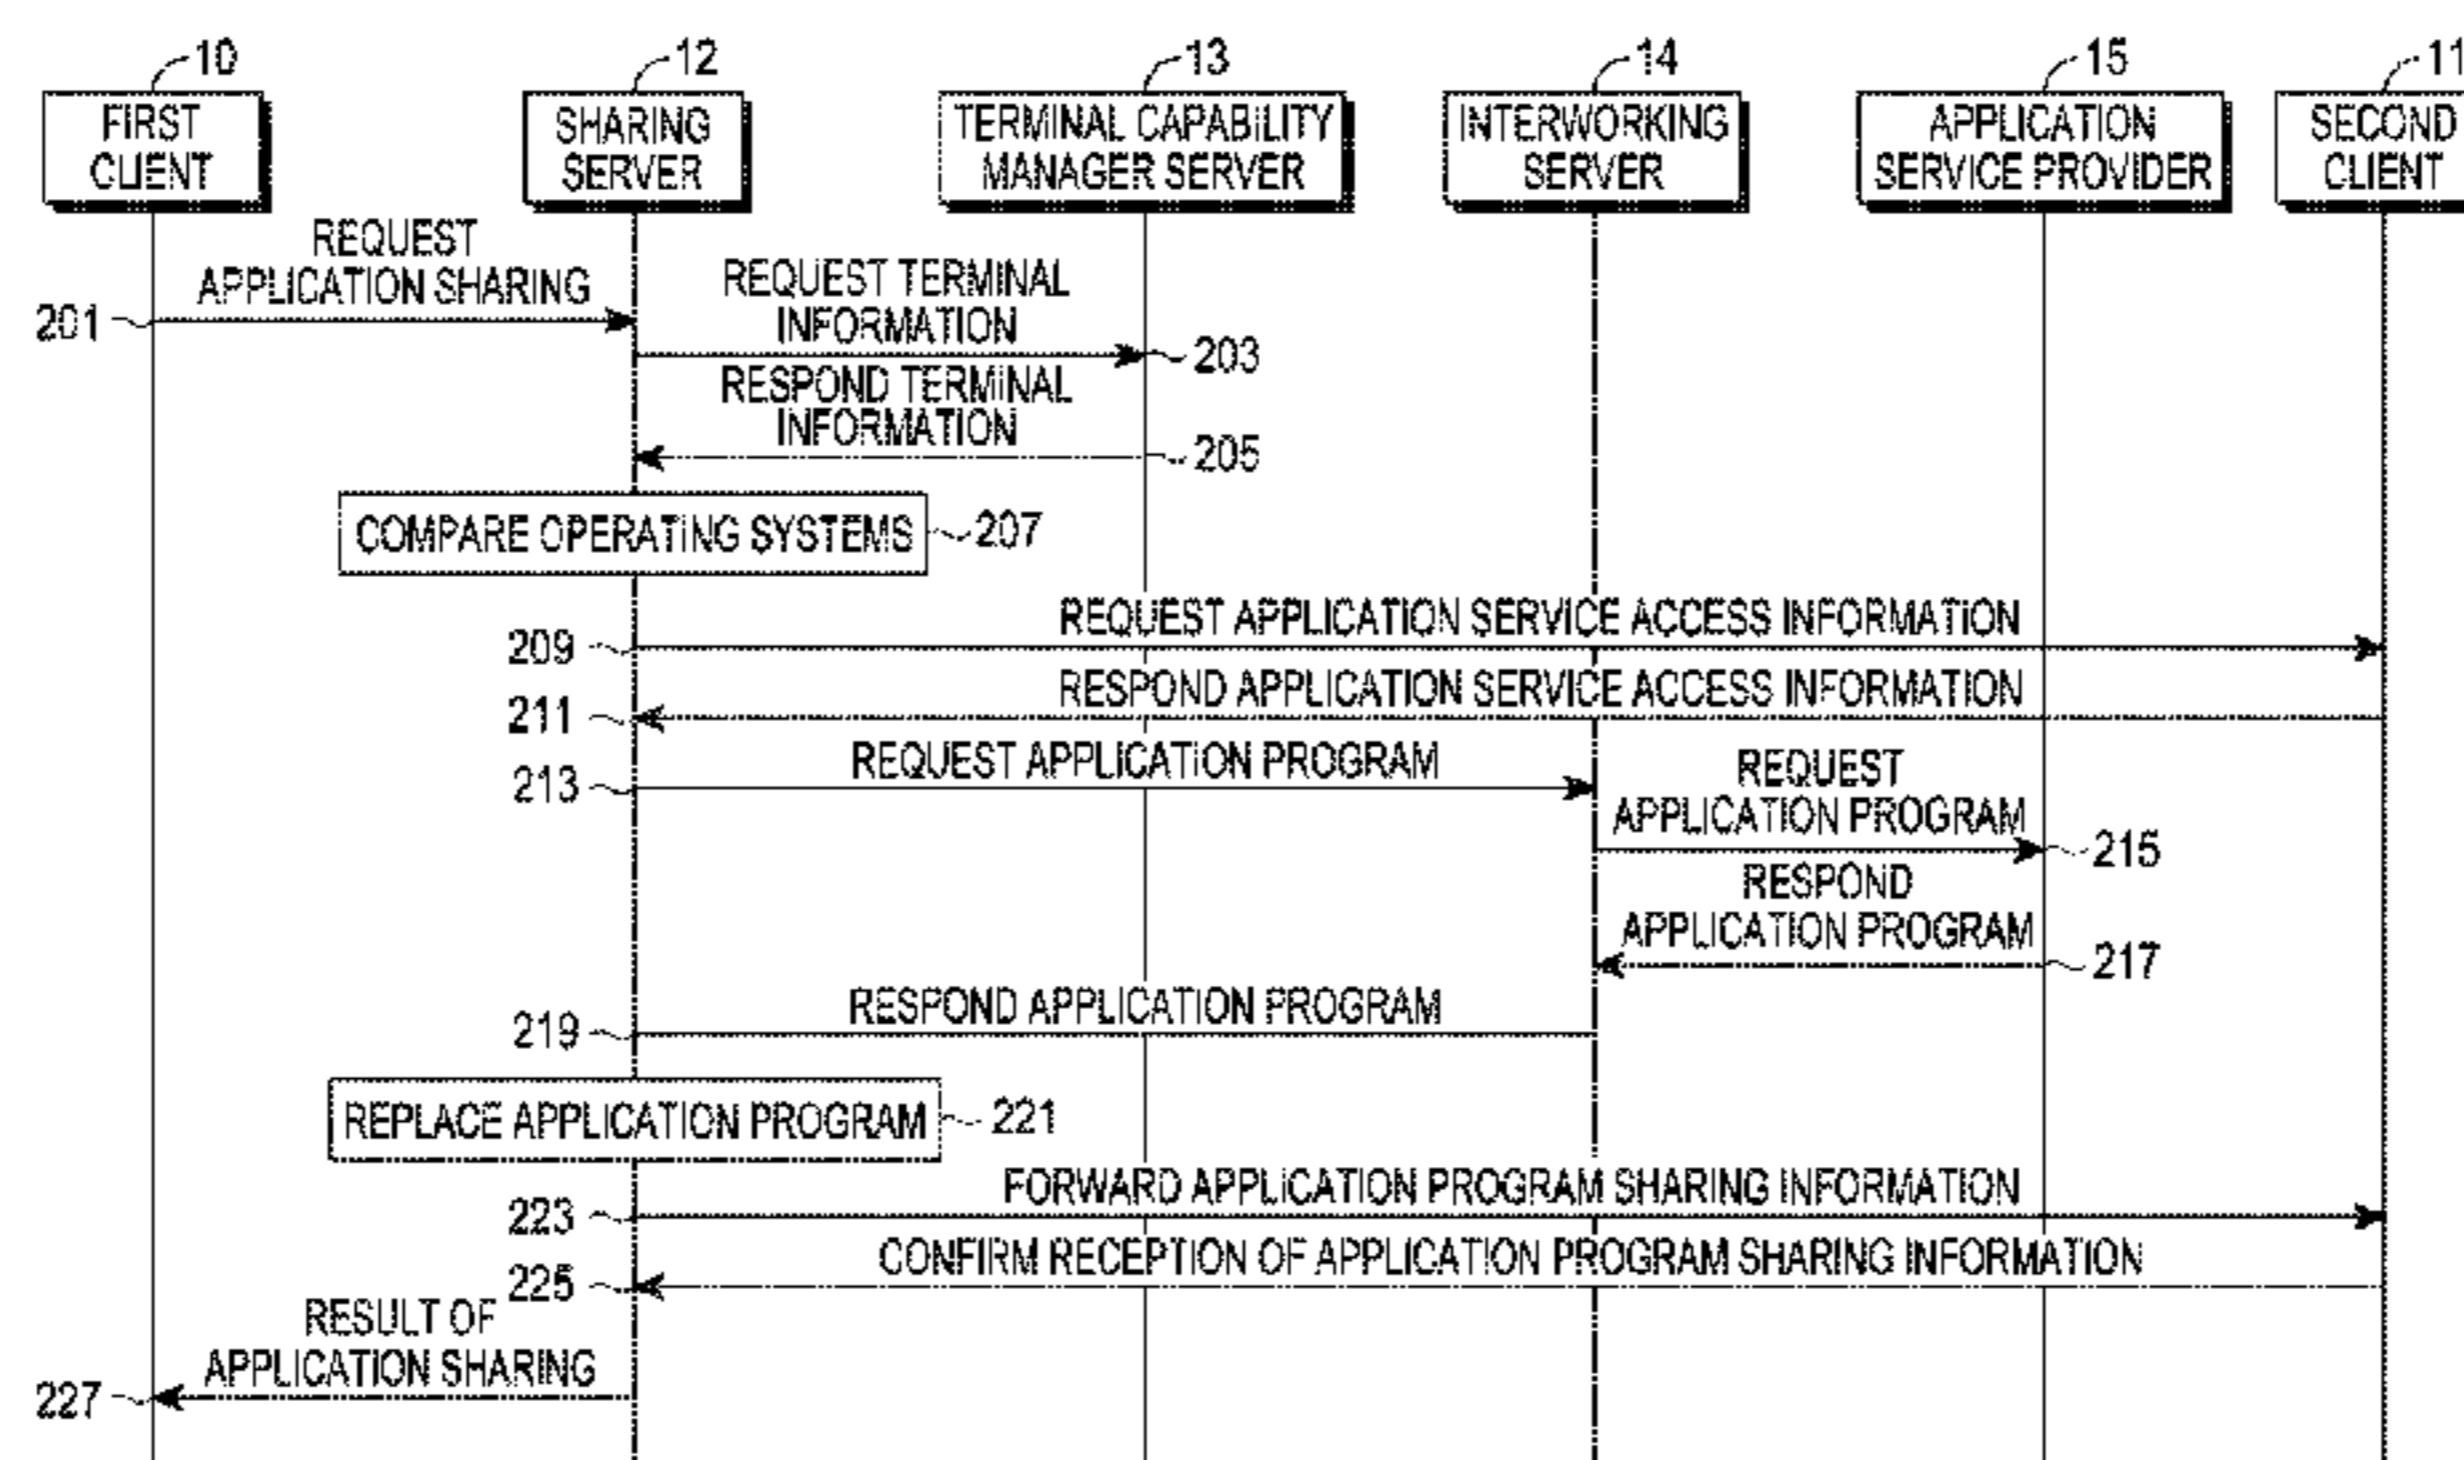 10
12
13
14
15
11
FIRST
CLIENT
SHARING
SERVER
TERMINAL CAPABILITY
MANAGER SERVER
INTERWORKING
SERVER
APPLICATION
SERVICE PROVIDER
SECOND
CLIENT
REQUEST
APPLICATION SHARING
201
REQUEST TERMINAL
INFORMATION
203
RESPOND TERMINAL
INFORMATION
205
COMPARE OPERATING SYSTEMS
207
REQUEST APPLICATION SERVICE ACCESS INFORMATION
209
RESPOND APPLICATION SERVICE ACCESS INFORMATION
211
REQUEST APPLICATION PROGRAM
213
REQUEST
APPLICATION PROGRAM
215
RESPOND
APPLICATION PROGRAM
217
RESPOND APPLICATION PROGRAM
219
REPLACE APPLICATION PROGRAM
221
FORWARD APPLICATION PROGRAM SHARING INFORMATION
223
CONFIRM RECEPTION OF APPLICATION PROGRAM SHARING INFORMATION
225
RESULT OF
APPLICATION SHARING
227